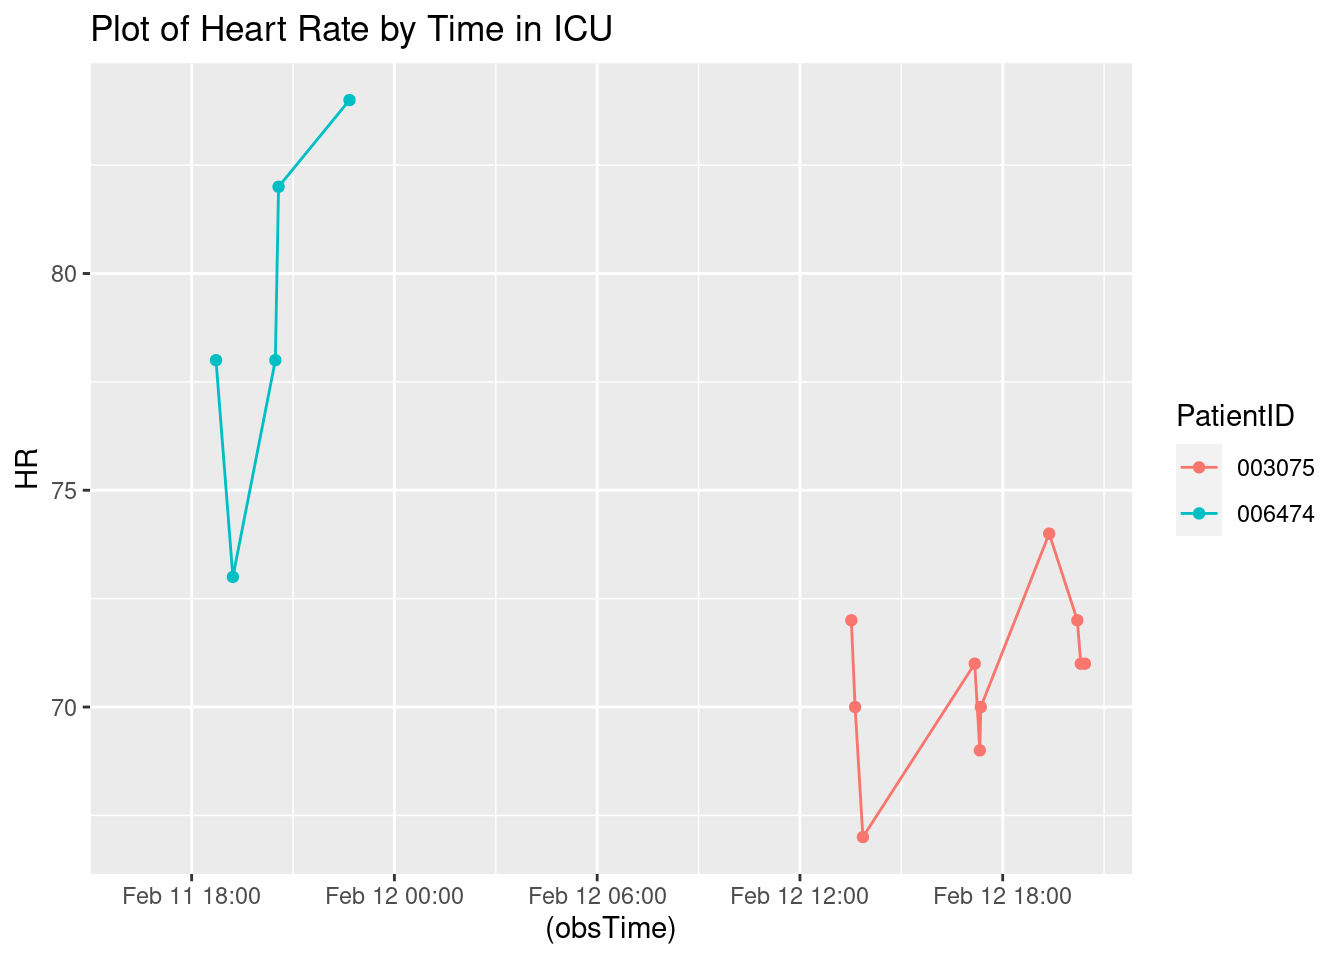 Plot of Heart Rate by Time in ICU
HR
80
75
70
Feb 11 18:00
Feb 12 00:00
Feb 12 06:00
Feb 12 12:00
Feb 12 18:00
(obsTime)
PatientID
003075
006474